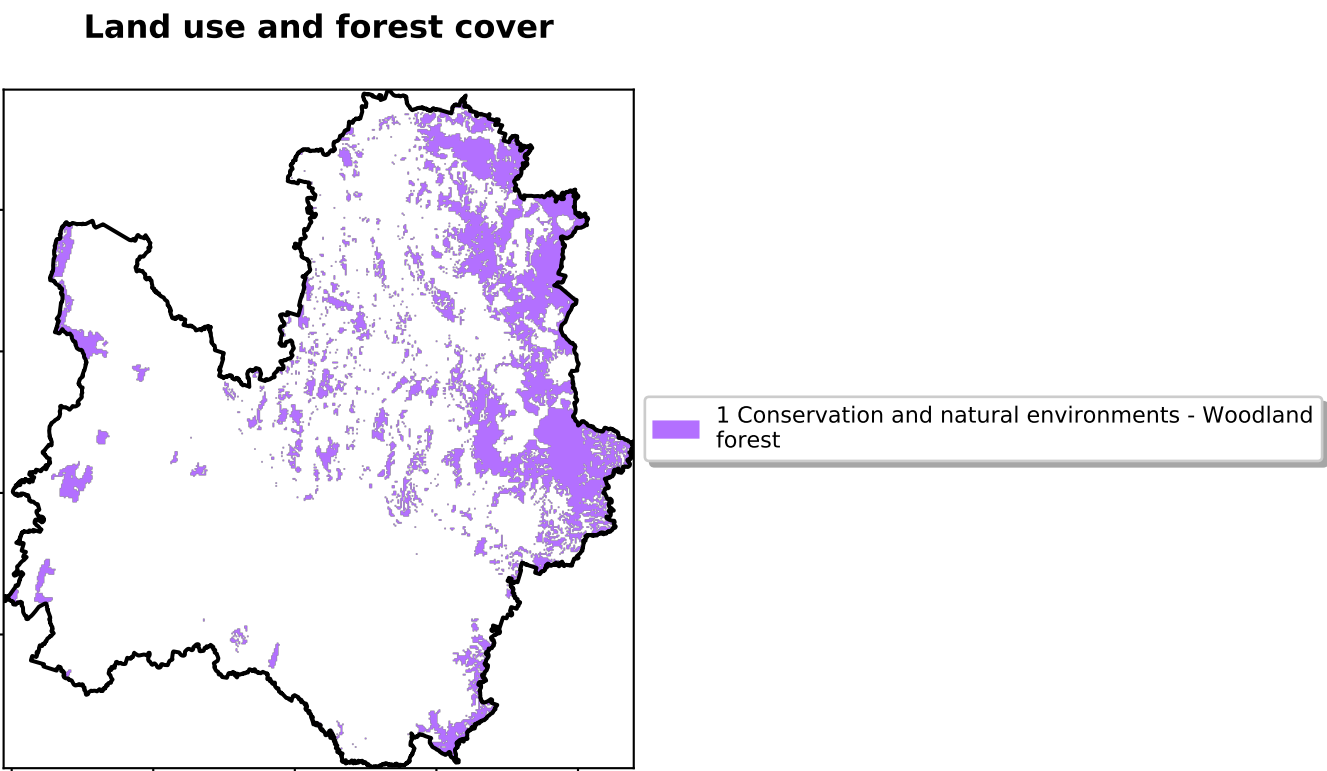 Land use and forest cover
1 Conservation and natural environments - Woodland
forest